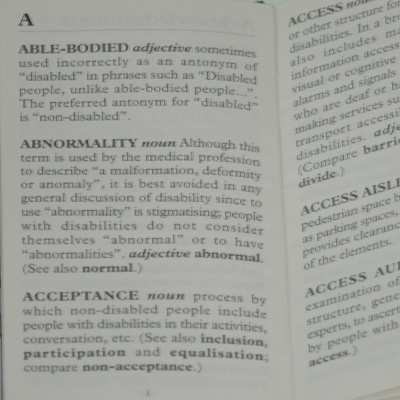 A
ABLE-BODIED adjective sometimes
used incorrectly as an antonym of
"disabled" in phrases such as "Disabled
people, unlike able-bodied people...".
The preferred antonym for "disabled"
is "non-disabled".
ABNORMALITY noun Although this
term is used by the medical profession
to describe "a malformation, deformity
or anomaly", it is best avoided in any
general discussion of disability since to
use "abnormality" is stigmatising; people
with disabilities do not consider
themselves "abnormal" or to have
"abnormalities". adjective abnormal.
(See also normal.)
ACCEPTANCE noun process by
which non-disabled people include
people with disabilities in their activities,
conversation, etc. (See also inclusion,
participation and equalisation;
compare non-acceptance.)
1
ACCESS
or other structure for
disabilities. In a
also includes
information access
visual or cognitive
alarms and signals
who are deaf or
making services
transport
disabilities.
(Compare
divide.)
ACCESS
pedestrian space
as parking spaces,
provides
of the elements.
ACCESS
examination of
structure,
experts, to
by people with
access.)